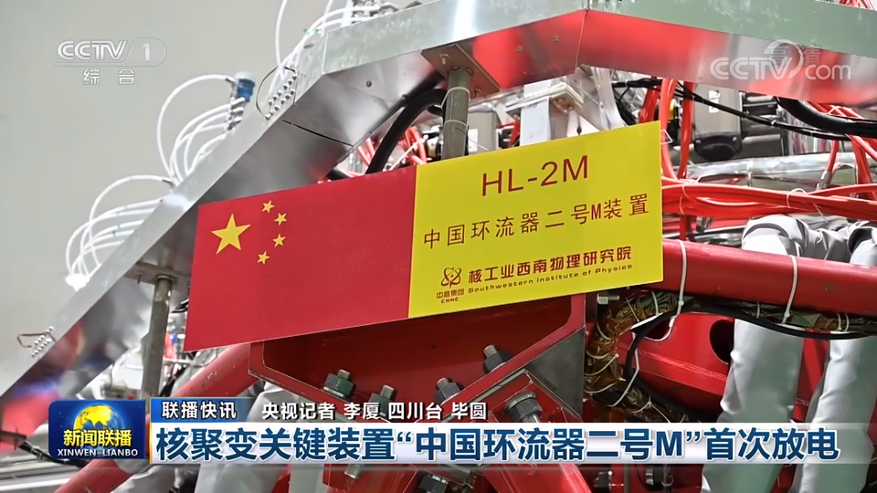 CCTV 1
综合
CCTV.com
HL-2M
中国环流器二号M装置
中核集团
CNNC
核工业西南物理研究院
Southwestern Institute of Physics
联播快讯
央视记者 李厦 四川台 毕圆
新闻联播
XINWEN-LIANBO
核聚变关键装置“中国环流器二号M”首次放电